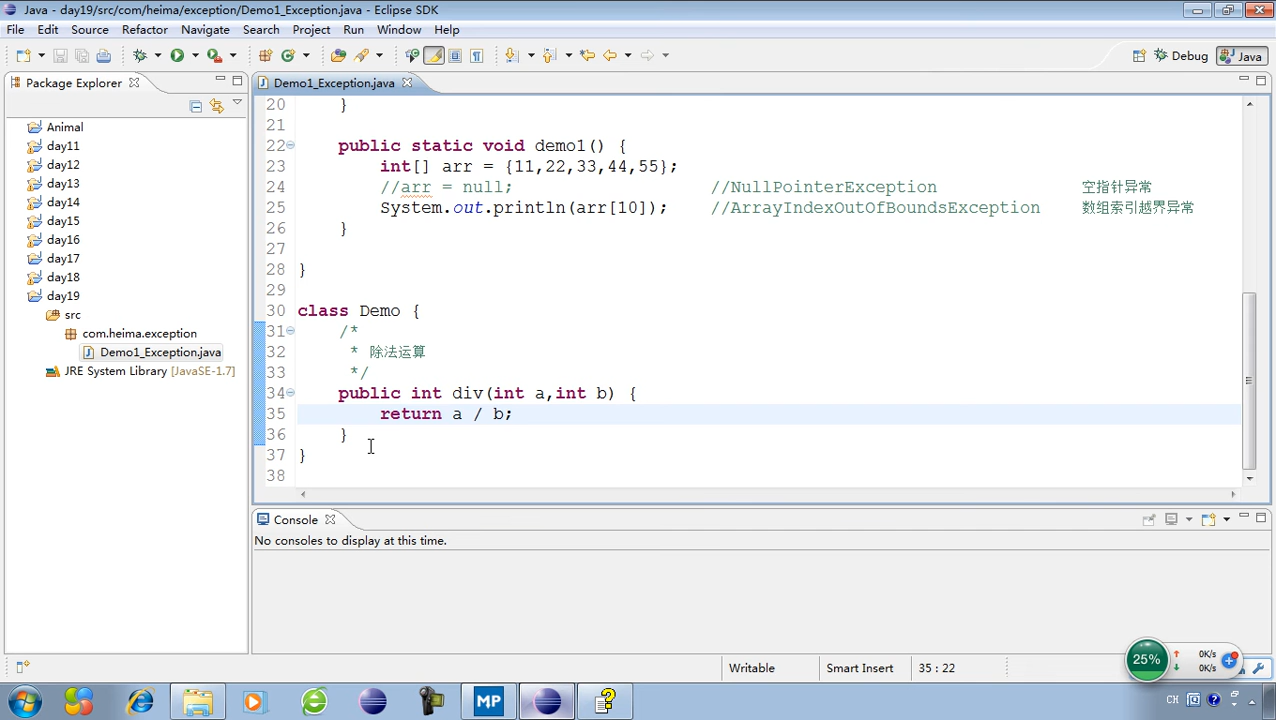 Java - day19/src/com/heima/exception/Demo1_Exception.java - Eclipse SDK
File Edit Source Refactor Navigate Search Project Run Window Help
Debug Java
Package Explorer
Animal
day11
day12
day13
day14
day15
day16
day17
day18
day19
src
com.heima.exception
Demo1_Exception.java
JRE System Library [JavaSE-1.7]
Demo1_Exception.java
20 }
21
22 public static void demo1() {
23 int[] arr = {11,22,33,44,55};
24 //arr = null; //NullPointerException 空指针异常
25 System.out.println(arr[10]); //ArrayIndexOutOfBoundsException 数组索引越界异常
26 }
27
28 }
29
30 class Demo {
31 /*
32 * 除法运算
33 */
34 public int div(int a,int b) {
35 return a / b;
36 }
37 }
38
Console
No consoles to display at this time.
Writable Smart Insert 35 : 22
25% 0K/s
0K/s
MP
CH